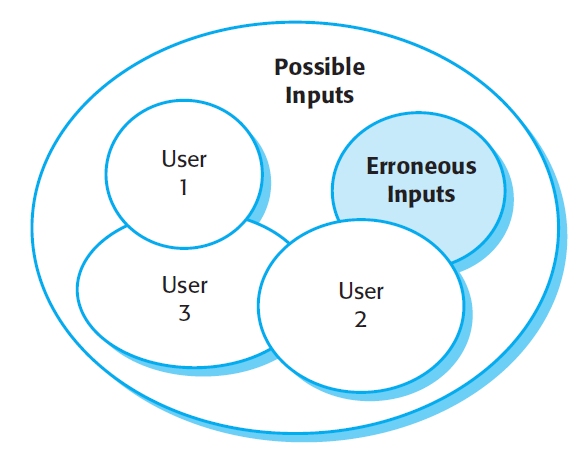 Possible
Inputs
User
1
Erroneous
Inputs
User
3
User
2